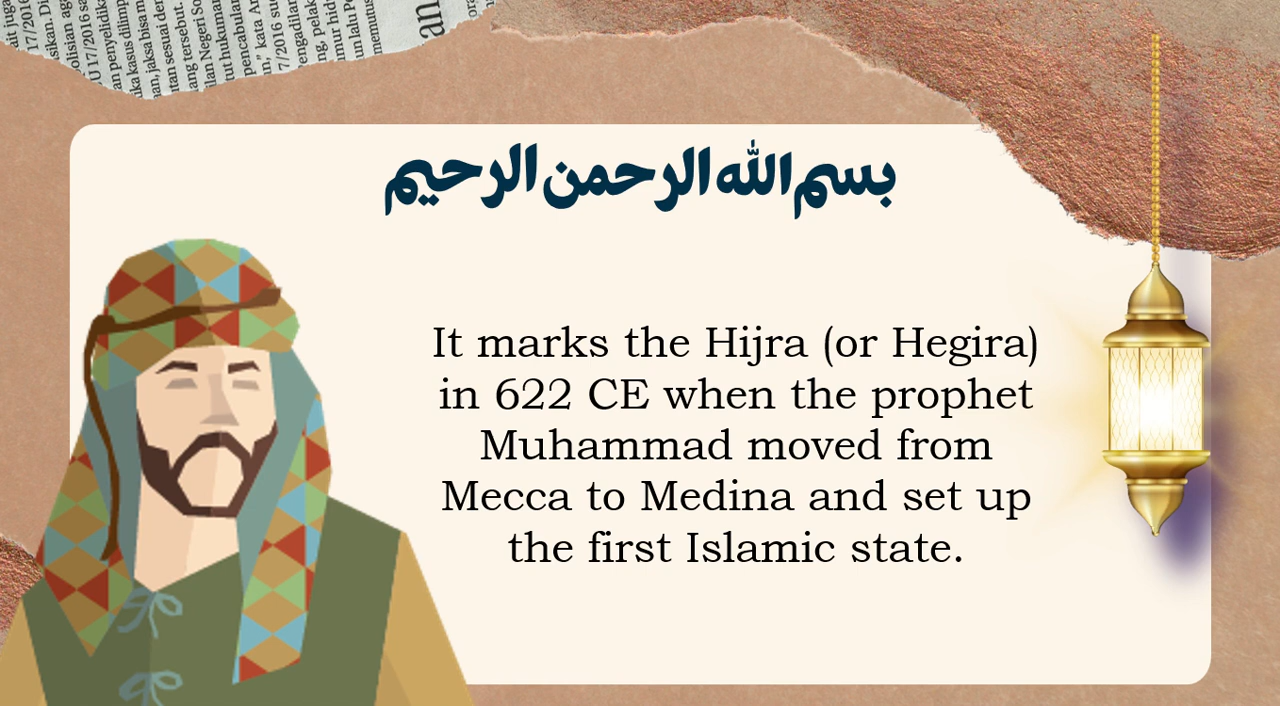 بسم الله الرحمن الرحيم
It marks the Hijra (or Hegira)
in 622 CE when the prophet
Muhammad moved from
Mecca to Medina and set up
the first Islamic state.